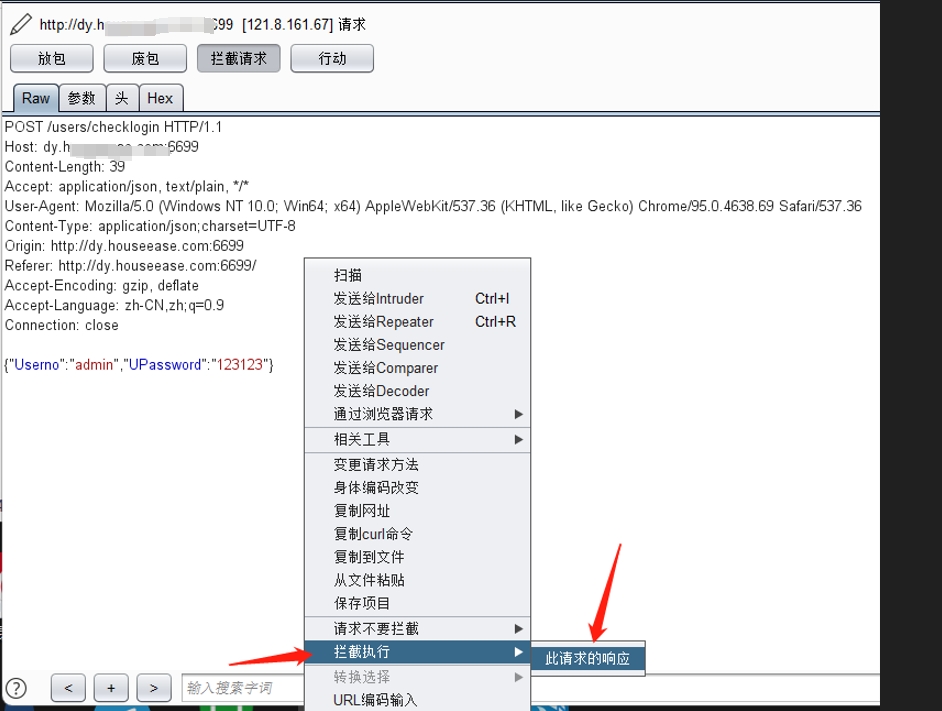 http://dy.h 699 [121.8.161.67] 请求
放包 废包 拦截请求 行动
Raw 参数 头 Hex
POST /users/checklogin HTTP/1.1
Host: dy.h :6699
Content-Length: 39
Accept: application/json, text/plain, */*
User-Agent: Mozilla/5.0 (Windows NT 10.0; Win64; x64) AppleWebKit/537.36 (KHTML, like Gecko) Chrome/95.0.4638.69 Safari/537.36
Content-Type: application/json;charset=UTF-8
Origin: http://dy.houseease.com:6699
Referer: http://dy.houseease.com:6699/
Accept-Encoding: gzip, deflate
Accept-Language: zh-CN,zh;q=0.9
Connection: close
{"Userno":"admin","UPassword":"123123"}
扫描
发送给Intruder Ctrl+I
发送给Repeater Ctrl+R
发送给Sequencer
发送给Comparer
发送给Decoder
通过浏览器请求
相关工具
变更请求方法
身体编码改变
复制网址
复制curl命令
复制到文件
从文件粘贴
保存项目
请求不要拦截
拦截执行
此请求的响应
转换选择
URL编码输入
? < + > 输入搜索字词